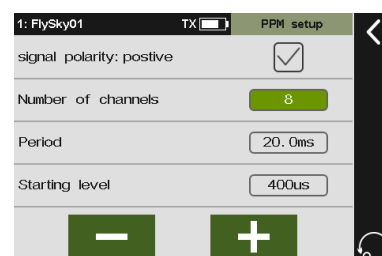 1: FlySky01 TX PPM setup
signal polarity: postive
Number of channels 8
Period 20.0ms
Starting level 400us